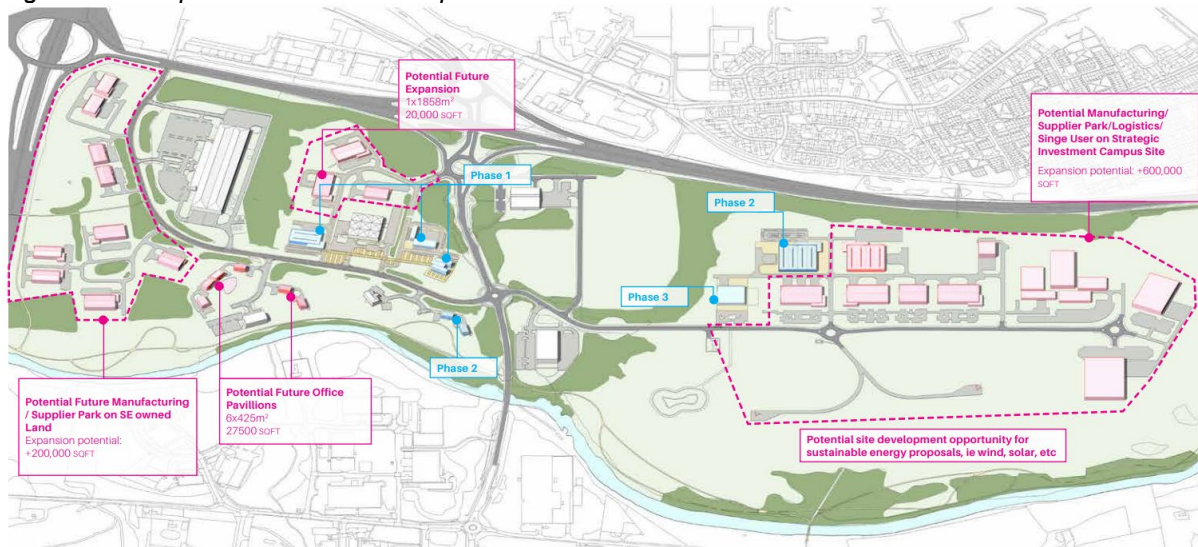 Potential Future
Expansion
1x1858m²
20,000 SQFT
Phase 1
Potential Manufacturing/
Supplier Park/Logistics/
Singe User on Strategic
Investment Campus Site
Expansion potential: +600,000
SQFT
Phase 2
Phase 3
Phase 2
Potential Future Manufacturing
/ Supplier Park on SE owned
Land
Expansion potential:
+200,000 SQFT
Potential Future Office
Pavillions
6x425m²
27500 SQFT
Potential site development opportunity for
sustainable energy proposals, ie wind, solar, etc